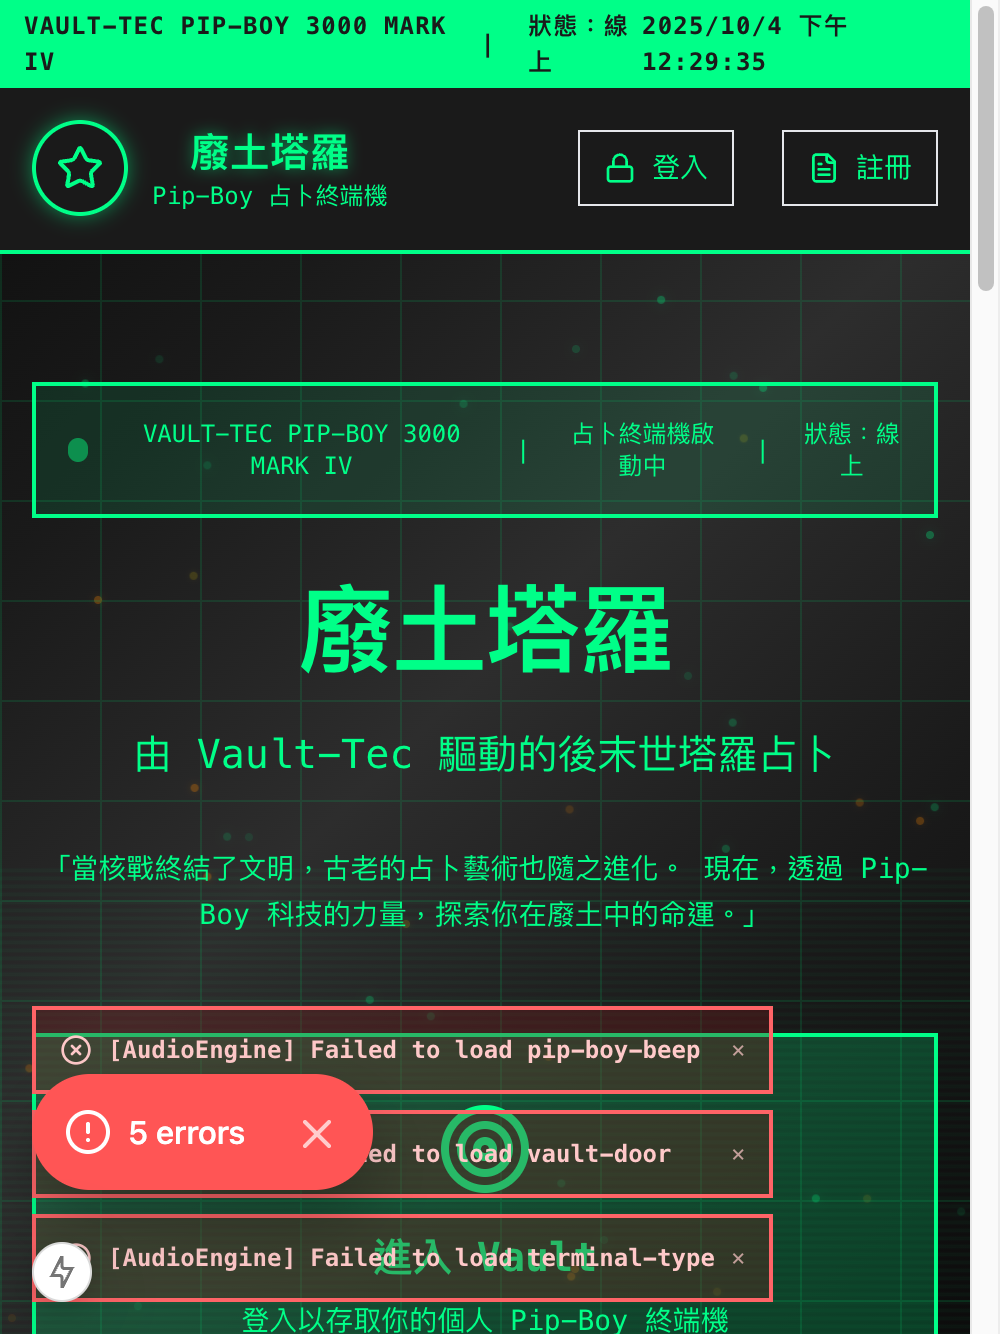 VAULT-TEC PIP-BOY 3000 MARK IV
|
狀態：線上
2025/10/4 下午 12:29:35
廢土塔羅
Pip-Boy 占卜終端機
登入
註冊
VAULT-TEC PIP-BOY 3000 MARK IV
|
占卜終端機啟動中
|
狀態：線上
廢土塔羅
由 Vault-Tec 驅動的後末世塔羅占卜
「當核戰終結了文明，古老的占卜藝術也隨之進化。 現在，透過 Pip-
Boy 科技的力量，探索你在廢土中的命運。」
[AudioEngine] Failed to load pip-boy-beep
5 errors
to load vault-door
[AudioEngine] Failed to load terminal-type
進入 Vault
登入以存取你的個人 Pip-Boy 終端機